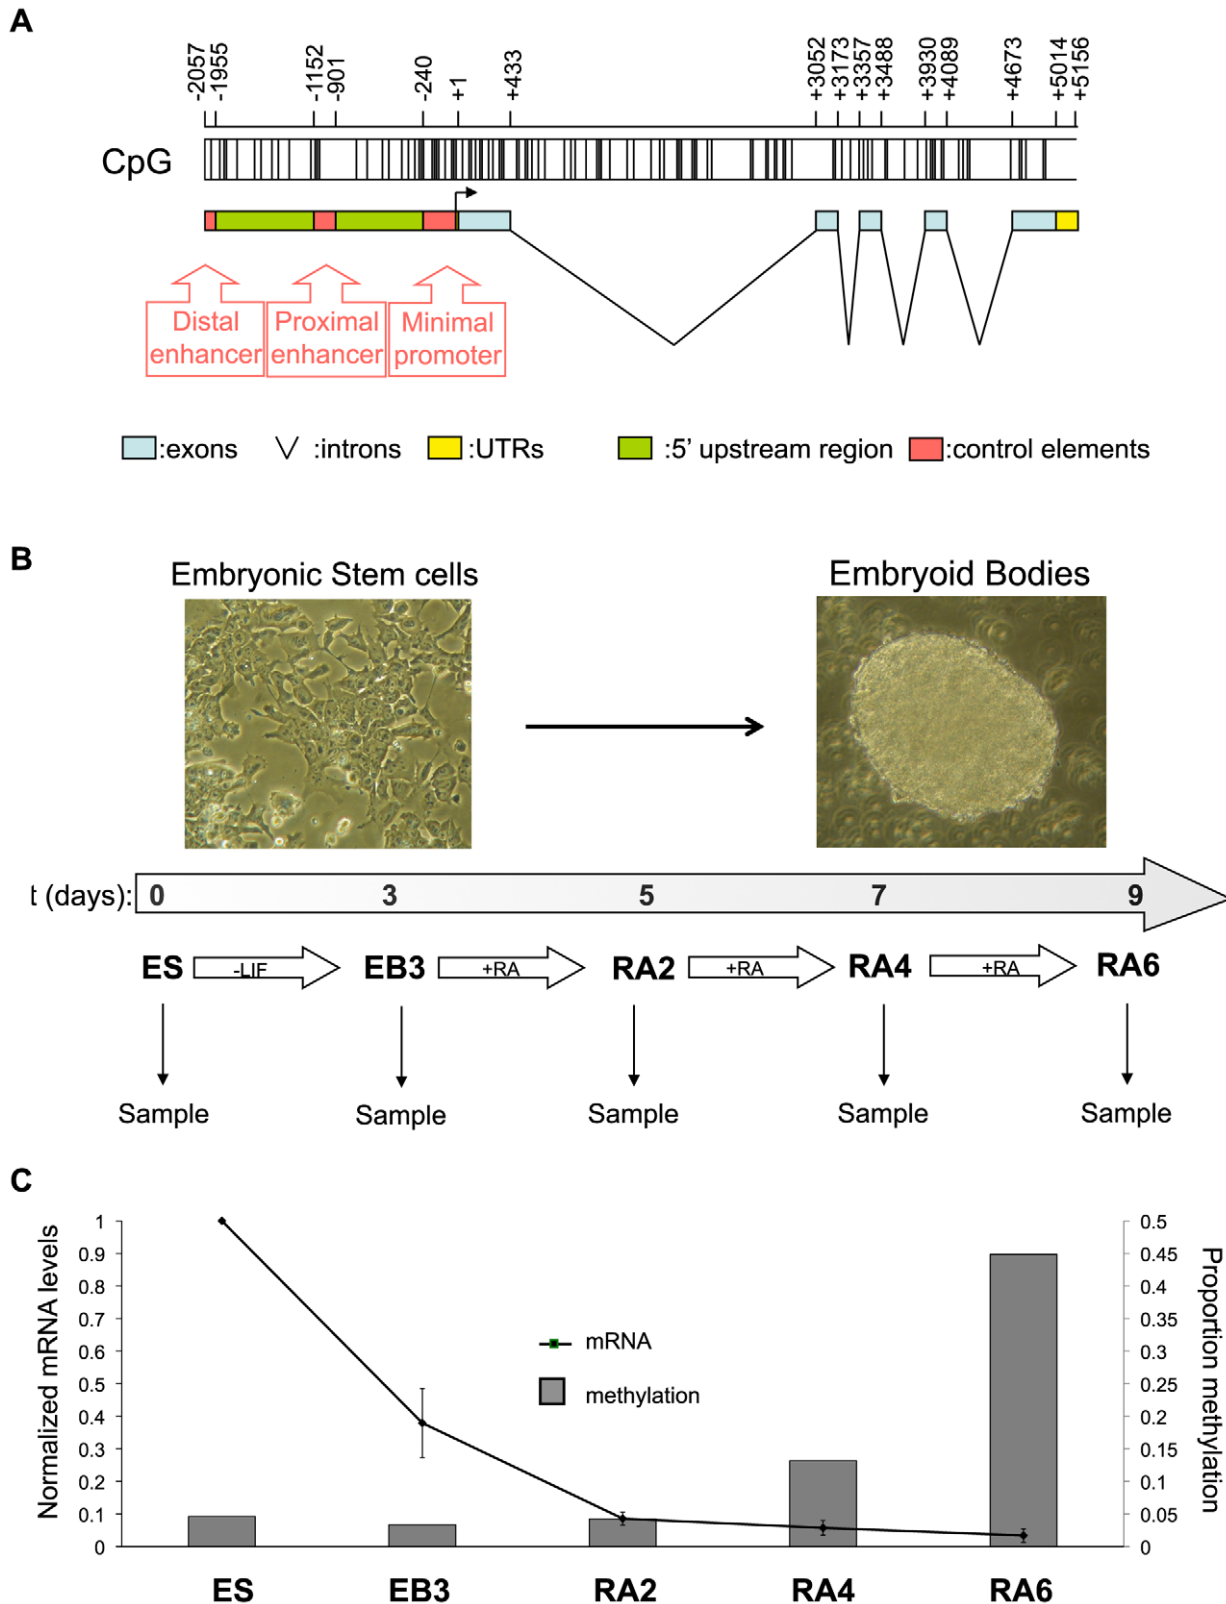 A
-2057 -1955 -1152 -901 -240 +1 +433 +3052 +3173 +3357 +3488 +3930 +4089 +4673 +5014 +5156
CpG
Distal enhancer
Proximal enhancer
Minimal promoter
:exons :introns :UTRs :5' upstream region :control elements
B
Embryonic Stem cells Embryoid Bodies
t (days): 0 3 5 7 9
ES -LIF EB3 +RA RA2 +RA RA4 +RA RA6
Sample Sample Sample Sample Sample
C
Normalized mRNA levels
1
0.9
0.8
0.7
0.6
0.5
0.4
0.3
0.2
0.1
0
mRNA
methylation
0.5
0.45
0.4
0.35
0.3
0.25
0.2
0.15
0.1
0.05
0
Proportion methylation
ES EB3 RA2 RA4 RA6